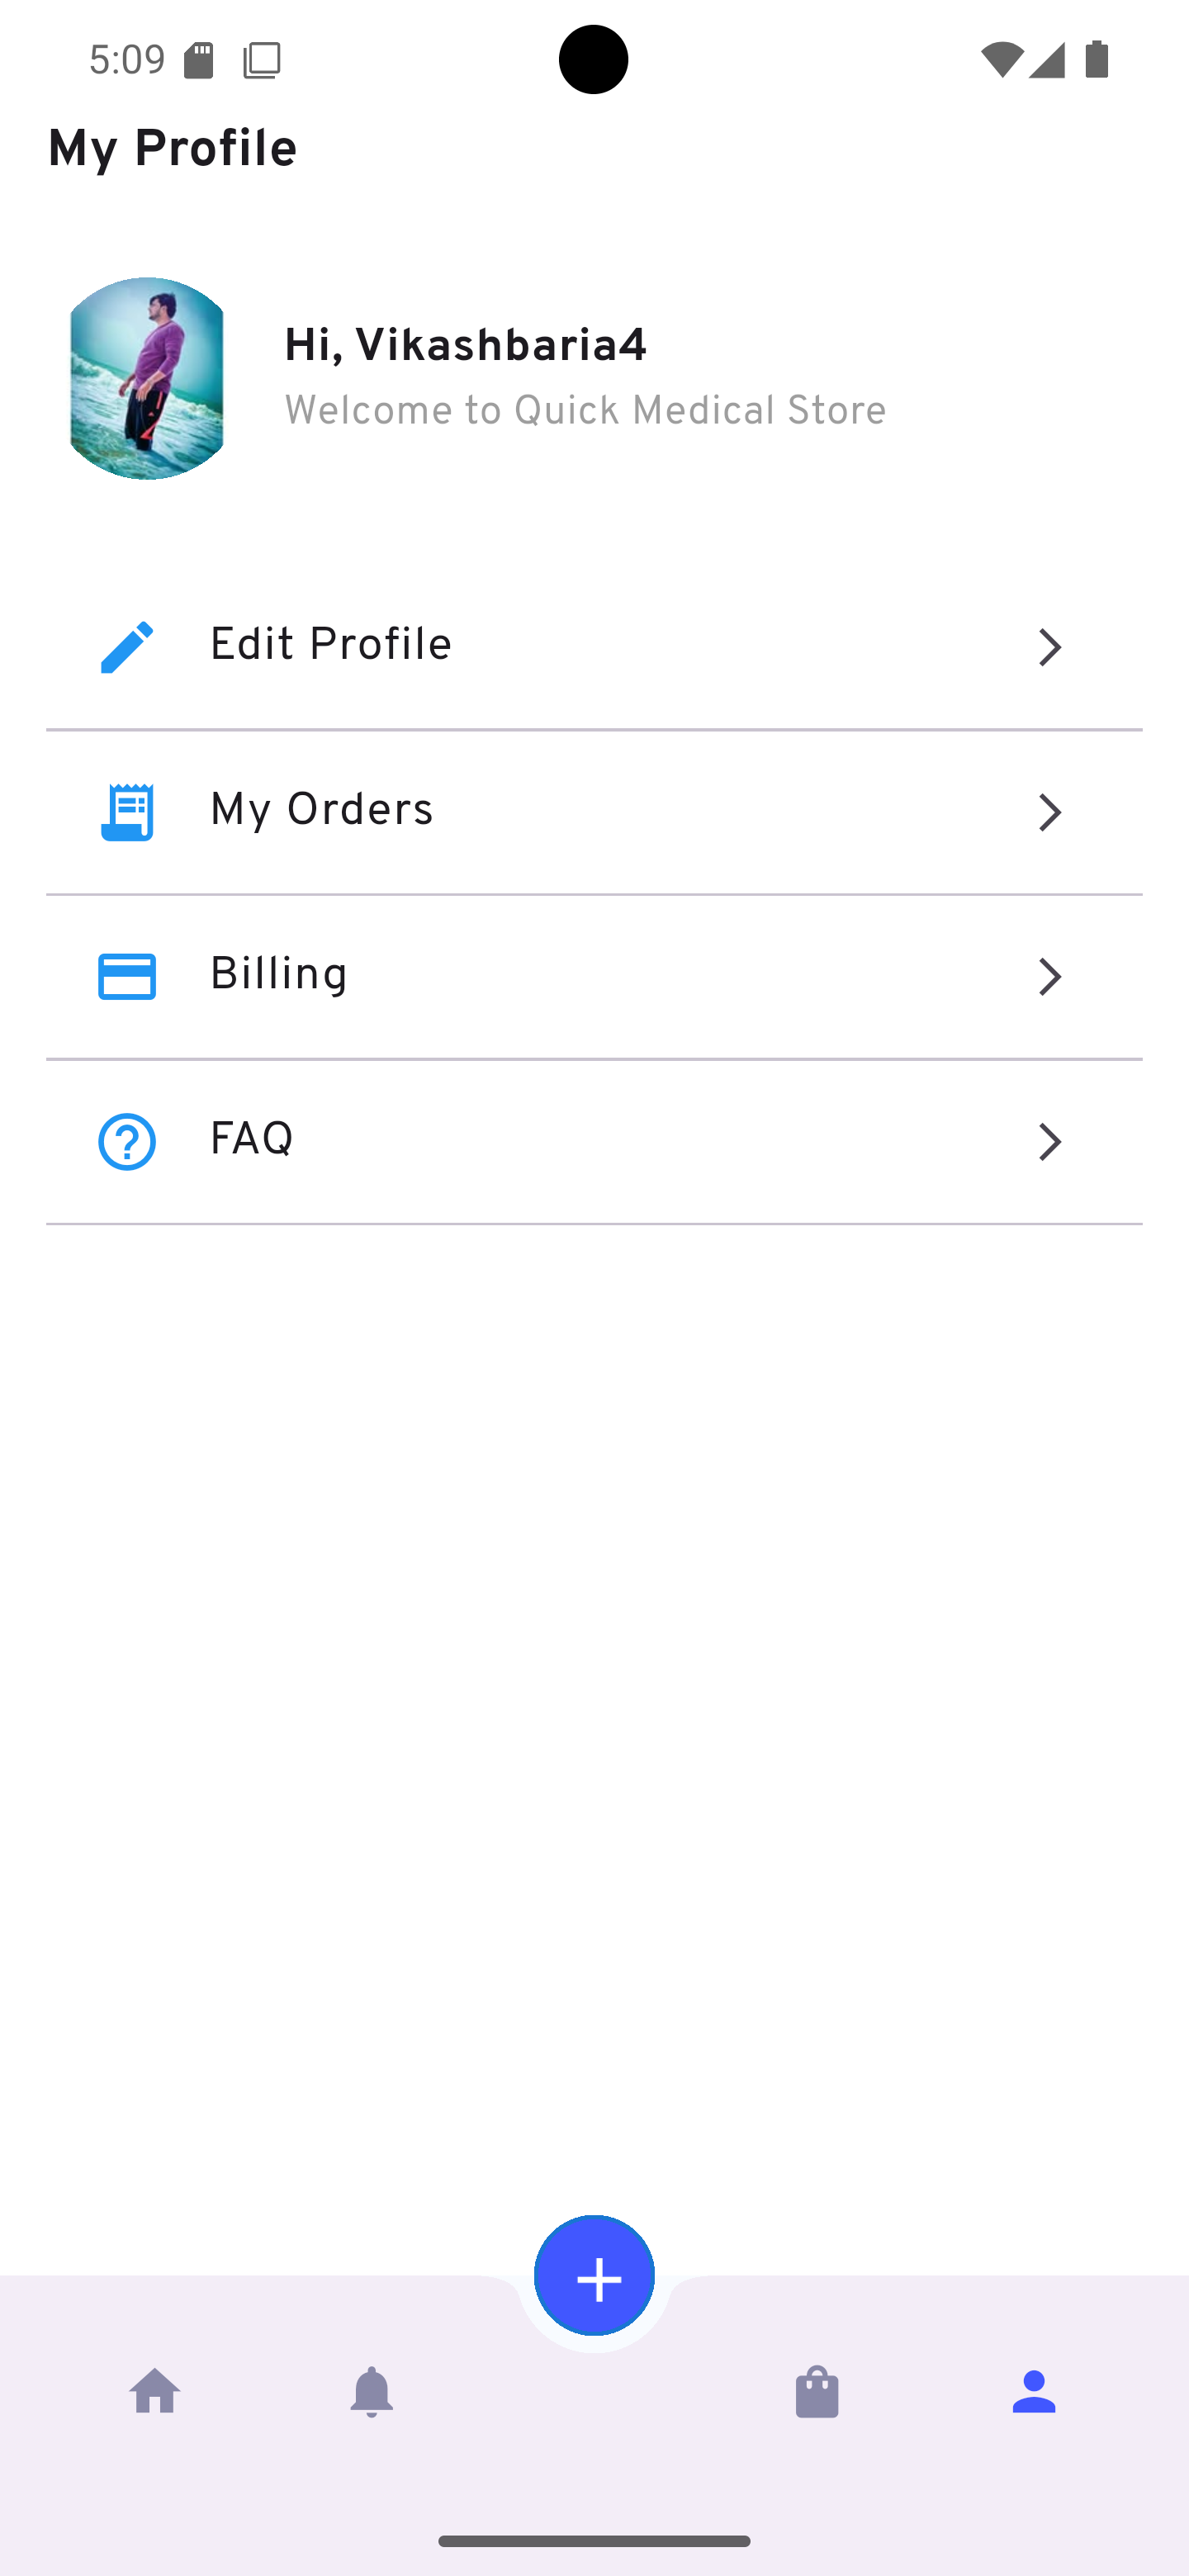 5:09
My Profile
Hi, Vikashbaria4
Welcome to Quick Medical Store
Edit Profile
My Orders
Billing
FAQ